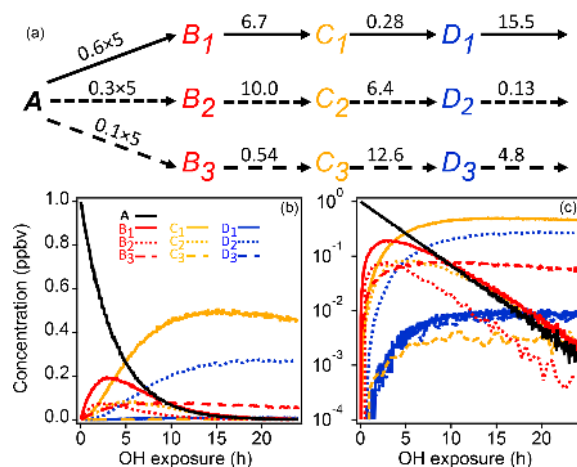 (a)
0.6×5 B1 6.7 C1 0.28 D1 15.5
A 0.3×5 B2 10.0 C2 6.4 D2 0.13
0.1×5 B3 0.54 C3 12.6 D3 4.8
(b)
A
B1 C1 D1
B2 C2 D2
B3 C3 D3
Concentration (ppbv)
1.0
0.8
0.6
0.4
0.2
0.0
0 5 10 15 20
OH exposure (h)
(c)
10^0
10^-1
10^-2
10^-3
10^-4
0 5 10 15 20
OH exposure (h)